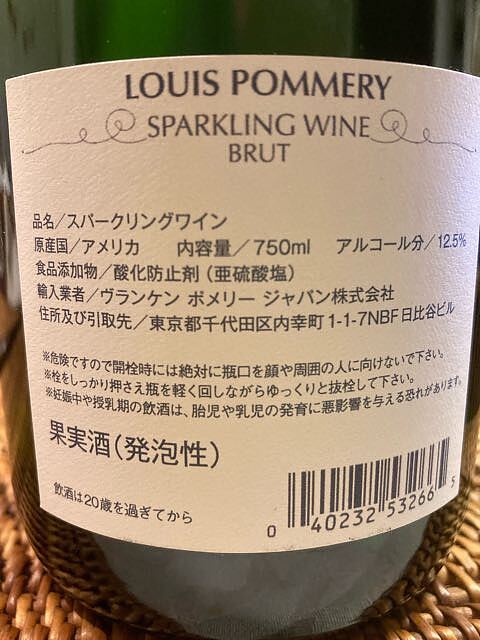 LOUIS POMMERY
SPARKLING WINE
BRUT
品名／スパークリングワイン
原産国／アメリカ 内容量／750ml アルコール分／12.5%
食品添加物／酸化防止剤（亜硫酸塩）
輸入業者／ヴランケン ポメリー ジャパン株式会社
住所及び引取先／東京都千代田区内幸町1-1-7NBF日比谷ビル
※危険ですので開栓時には絶対に瓶口を顔や周囲の人に向けないで下さい。
※栓をしっかり押さえ瓶を軽く回しながらゆっくりと抜栓して下さい。
※妊娠中や授乳期の飲酒は、胎児や乳児の発育に悪影響を与える恐れがあります。
果実酒（発泡性）
飲酒は20歳を過ぎてから
0 40232 53266 5